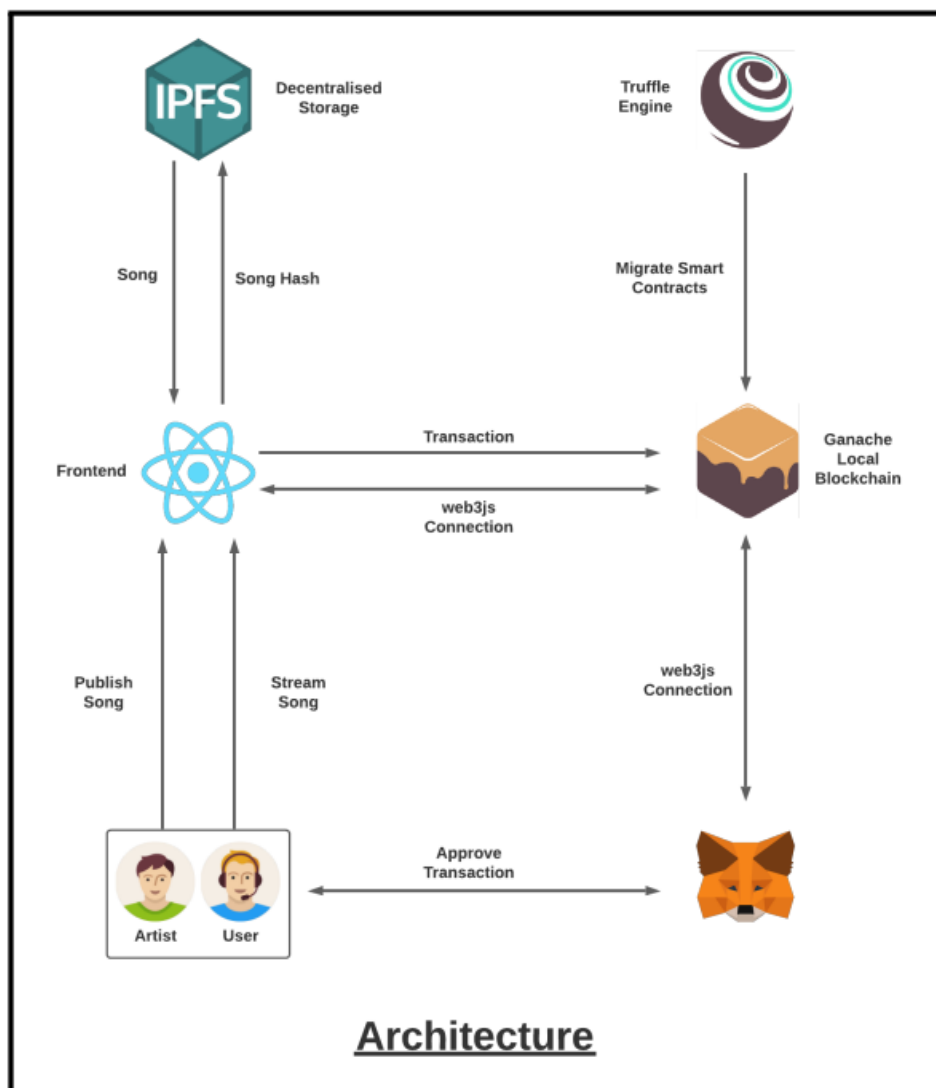 IPFS
Decentralised
Storage
Truffle
Engine
Song
Song Hash
Migrate Smart
Contracts
Frontend
Transaction
web3js
Connection
Ganache
Local
Blockchain
Publish
Song
Stream
Song
web3js
Connection
Artist
User
Approve
Transaction
Architecture